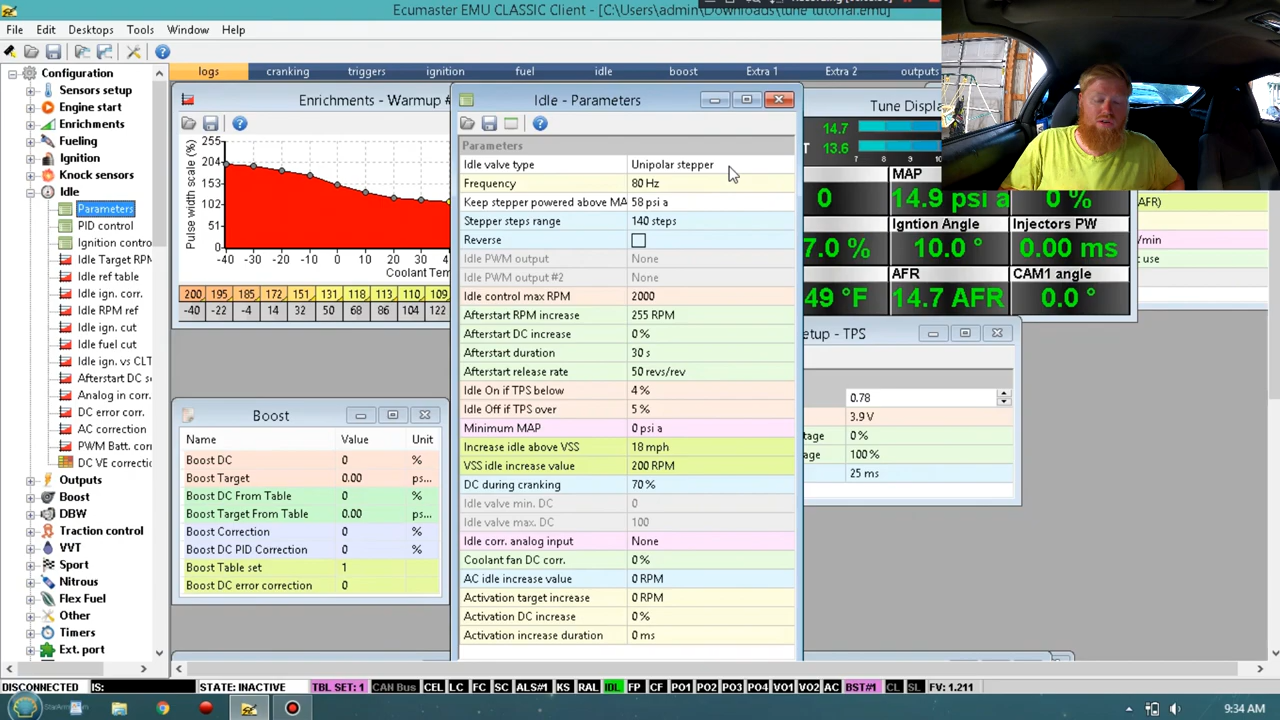 Ecumaster EMU CLASSIC Client - [C:\Users\admin\Downloads\tune tutorial.emu]
File Edit Desktops Tools Window Help
logs cranking triggers ignition fuel idle boost Extra 1 Extra 2 outputs
Configuration
Sensors setup
Engine start
Enrichments
Fueling
Ignition
Knock sensors
Idle
Parameters
PID control
Ignition control
Idle Target RPM
Idle ref table
Idle ign. corr.
Idle RPM ref
Idle ign. cut
Idle fuel cut
Idle ign. vs CLT
Afterstart DC
Analog in corr.
DC error corr.
AC correction
PWM Batt. corr
DC VE correctio
Outputs
Boost
DBW
Traction control
VVT
Sport
Nitrous
Flex Fuel
Other
Timers
Ext. port
Enrichments - Warmup
Pulse width scale (%)
255
204
153
102
51
0
-40 -30 -20 -10 0 10 20 30 40
Coolant Tem
200 195 185 172 151 131 118 113 110 109
-40 -22 -4 14 32 50 68 86 104 122
Boost
Name Value Unit
Boost DC 0 %
Boost Target 0.00 ps...
Boost DC From Table 0 %
Boost Target From Table 0.00 ps...
Boost Correction 0 %
Boost DC PID Correction 0 %
Boost Table set 1
Boost DC error correction 0
Idle - Parameters
Parameters
Idle valve type Unipolar stepper
Frequency 80 Hz
Keep stepper powered above MA 58 psi a
Stepper steps range 140 steps
Reverse
Idle PWM output None
Idle PWM output #2 None
Idle control max RPM 2000
Afterstart RPM increase 255 RPM
Afterstart DC increase 0 %
Afterstart duration 30 s
Afterstart release rate 50 revs/rev
Idle On if TPS below 4 %
Idle Off if TPS over 5 %
Minimum MAP 0 psi a
Increase idle above VSS 18 mph
VSS idle increase value 200 RPM
DC during cranking 70 %
Idle valve min. DC 0
Idle valve max. DC 100
Idle corr. analog input None
Coolant fan DC corr. 0 %
AC idle increase value 0 RPM
Activation target increase 0 RPM
Activation DC increase 0 %
Activation increase duration 0 ms
Tune Display
14.7
T 13.6
7 8 9
MAP
0 14.9 psi a 0 %
Igntion Angle Injectors PW
7.0 % 10.0 ° 0.00 ms
AFR CAM1 angle
49 °F 14.7 AFR 0.0 °
AFR)
/min
t use
etup - TPS
0.78
3.9 V
tage 0 %
age 100 %
25 ms
DISCONNECTED IS: STATE: INACTIVE TBL SET: 1 CAN Bus CEL LC FC SC ALS#1 KS RAL IDL FP CF PO1 PO2 PO3 PO4 VO1 VO2 AC BST#1 CL SL FV: 1.211
9:34 AM